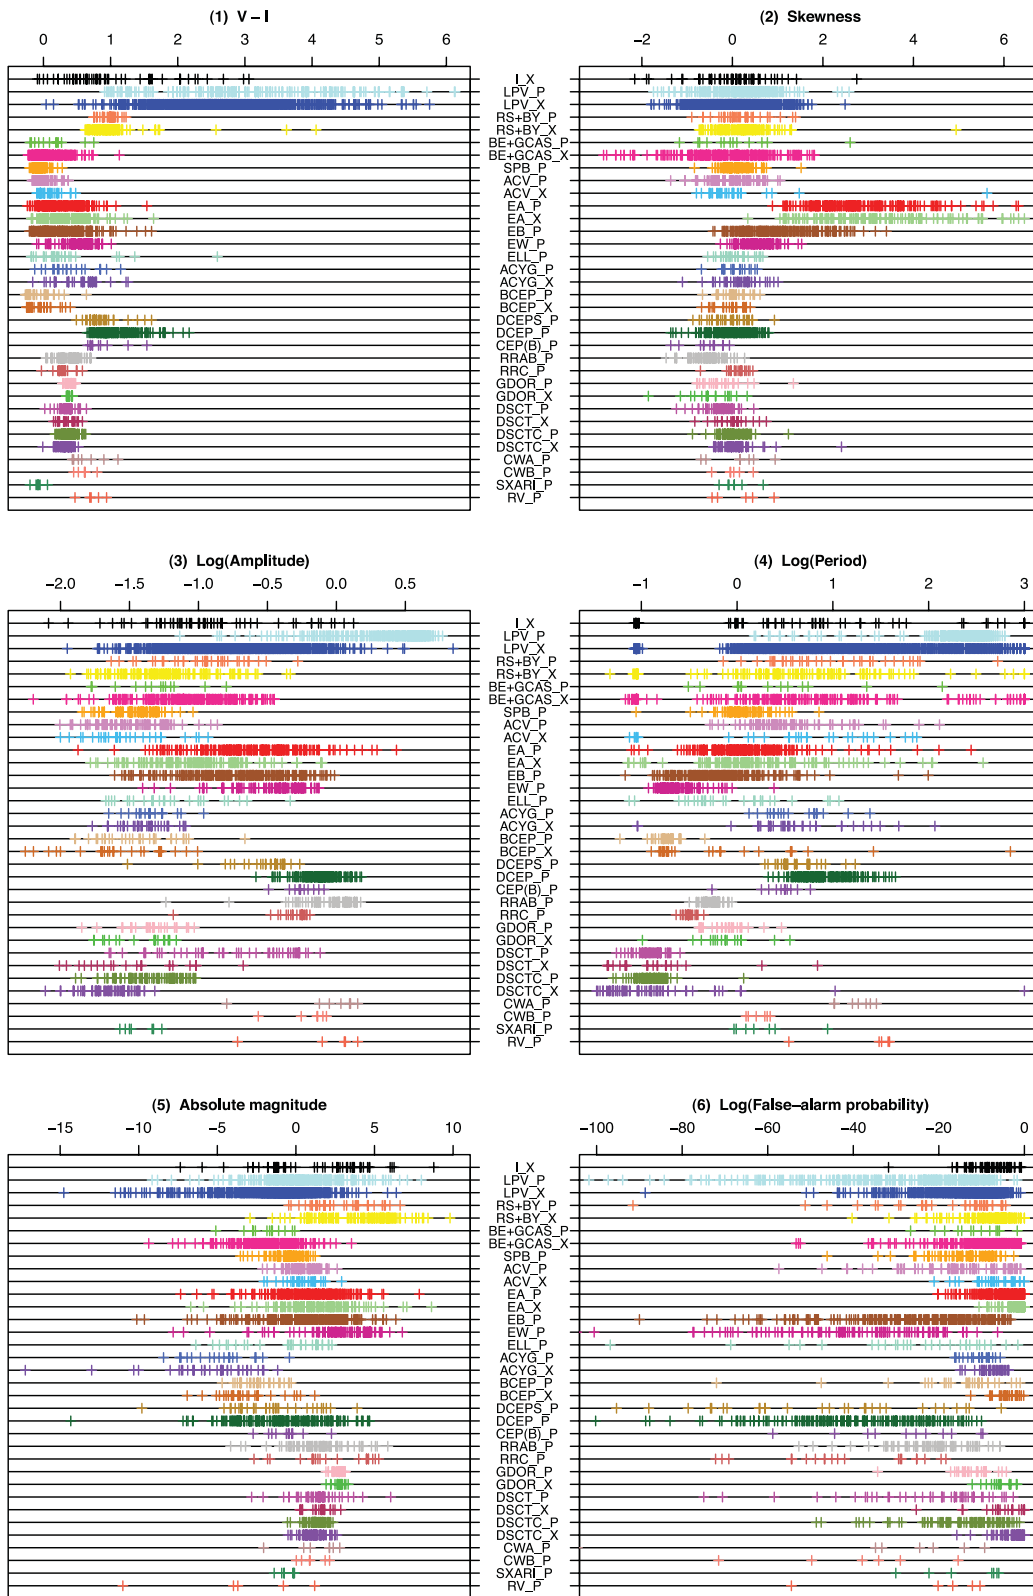 (1) V – I
(2) Skewness
0 1 2 3 4 5 6
−2 0 2 4 6
I_X
LPV_P
LPV_X
RS+BY_P
RS+BY_X
BE+GCAS_P
BE+GCAS_X
SPB_P
ACV_P
ACV_X
EA_P
EA_X
EB_P
EW_P
ELL_P
ACYG_P
ACYG_X
BCEP_P
BCEP_X
DCEPS_P
DCEP_P
CEP(B)_P
RRAB_P
RRC_P
GDOR_P
GDOR_X
DSCT_P
DSCT_X
DSCTC_P
DSCTC_X
CWA_P
CWB_P
SXARI_P
RV_P
(3) Log(Amplitude)
(4) Log(Period)
−2.0 −1.5 −1.0 −0.5 0.0 0.5
−1 0 1 2 3
I_X
LPV_P
LPV_X
RS+BY_P
RS+BY_X
BE+GCAS_P
BE+GCAS_X
SPB_P
ACV_P
ACV_X
EA_P
EA_X
EB_P
EW_P
ELL_P
ACYG_P
ACYG_X
BCEP_P
BCEP_X
DCEPS_P
DCEP_P
CEP(B)_P
RRAB_P
RRC_P
GDOR_P
GDOR_X
DSCT_P
DSCT_X
DSCTC_P
DSCTC_X
CWA_P
CWB_P
SXARI_P
RV_P
(5) Absolute magnitude
(6) Log(False−alarm probability)
−15 −10 −5 0 5 10
−100 −80 −60 −40 −20 0
I_X
LPV_P
LPV_X
RS+BY_P
RS+BY_X
BE+GCAS_P
BE+GCAS_X
SPB_P
ACV_P
ACV_X
EA_P
EA_X
EB_P
EW_P
ELL_P
ACYG_P
ACYG_X
BCEP_P
BCEP_X
DCEPS_P
DCEP_P
CEP(B)_P
RRAB_P
RRC_P
GDOR_P
GDOR_X
DSCT_P
DSCT_X
DSCTC_P
DSCTC_X
CWA_P
CWB_P
SXARI_P
RV_P